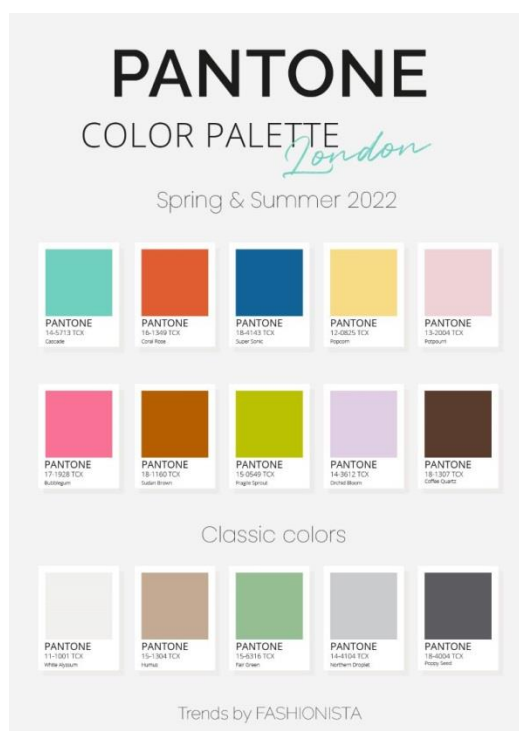 PANTONE
COLOR PALETTE
London
Spring & Summer 2022
PANTONE
14-5713 TCX
Cascade
PANTONE
16-1349 TCX
Coral Rose
PANTONE
18-4143 TCX
Super Sonic
PANTONE
12-0825 TCX
Popcorn
PANTONE
13-2004 TCX
Potpourri
PANTONE
17-1928 TCX
Bubblegum
PANTONE
18-1160 TCX
Sudan Brown
PANTONE
15-0549 TCX
Fragile Sprout
PANTONE
14-3612 TCX
Orchid Bloom
PANTONE
18-1307 TCX
Coffee Quartz
Classic colors
PANTONE
11-1001 TCX
White Alyssum
PANTONE
15-1304 TCX
Humus
PANTONE
15-6316 TCX
Fair Green
PANTONE
14-4104 TCX
Northern Droplet
PANTONE
18-4004 TCX
Poppy Seed
Trends by FASHIONISTA